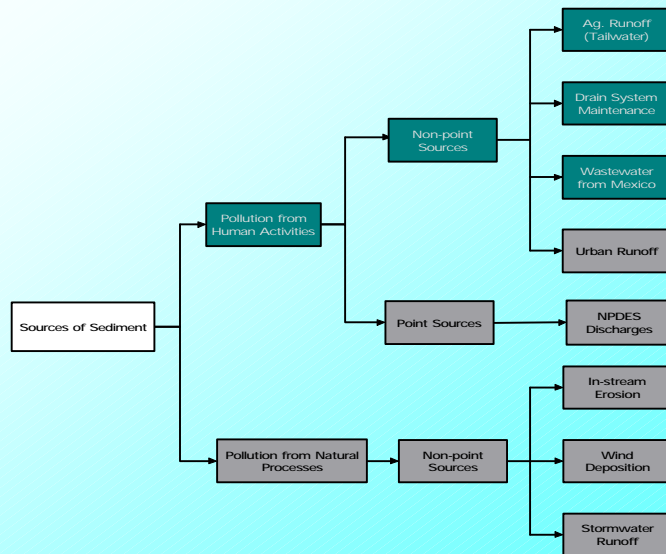 Ag. Runoff
(Tailwater)
Drain System
Maintenance
Non-point
Sources
Wastewater
from Mexico
Pollution from
Human Activities
Urban Runoff
Sources of Sediment
Point Sources
NPDES
Discharges
In-stream
Erosion
Pollution from Natural
Processes
Non-point
Sources
Wind
Deposition
Stormwater
Runoff